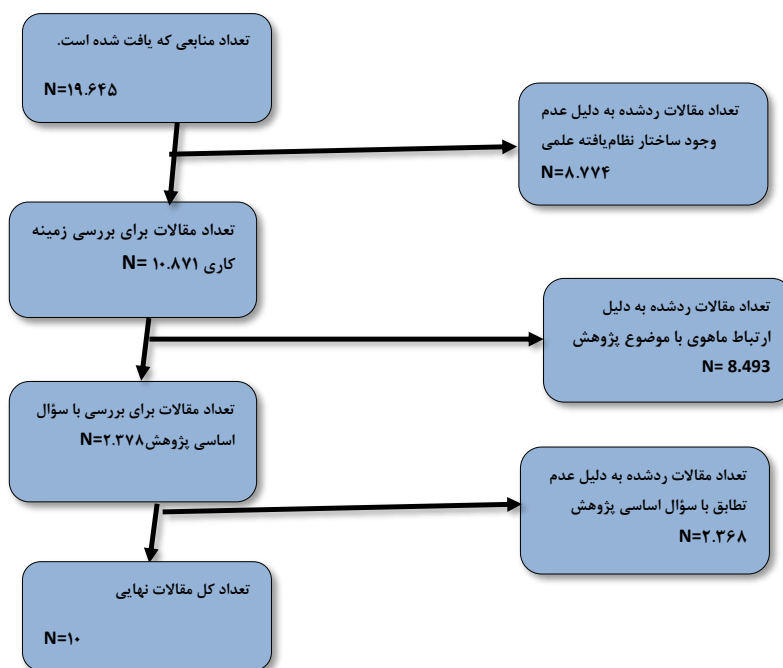 تعداد منابعی که یافت شده است.
N=۱۹.۶۴۵
تعداد مقالات ردشده به دلیل عدم
وجود ساختار نظام‌یافته علمی
N=۸.۷۷۴
تعداد مقالات برای بررسی زمینه
کاری ۱۰.۸۷۱ =N
تعداد مقالات ردشده به دلیل
ارتباط ماهوی با موضوع پژوهش
N= 8.493
تعداد مقالات برای بررسی با سؤال
اساسی پژوهش۲.۳۷۸=N
تعداد مقالات ردشده به دلیل عدم
تطابق با سؤال اساسی پژوهش
N=۲.۳۶۸
تعداد کل مقالات نهایی
N=۱۰